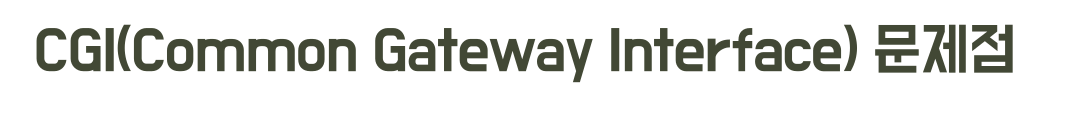 CGI(Common Gateway Interface) 문제점